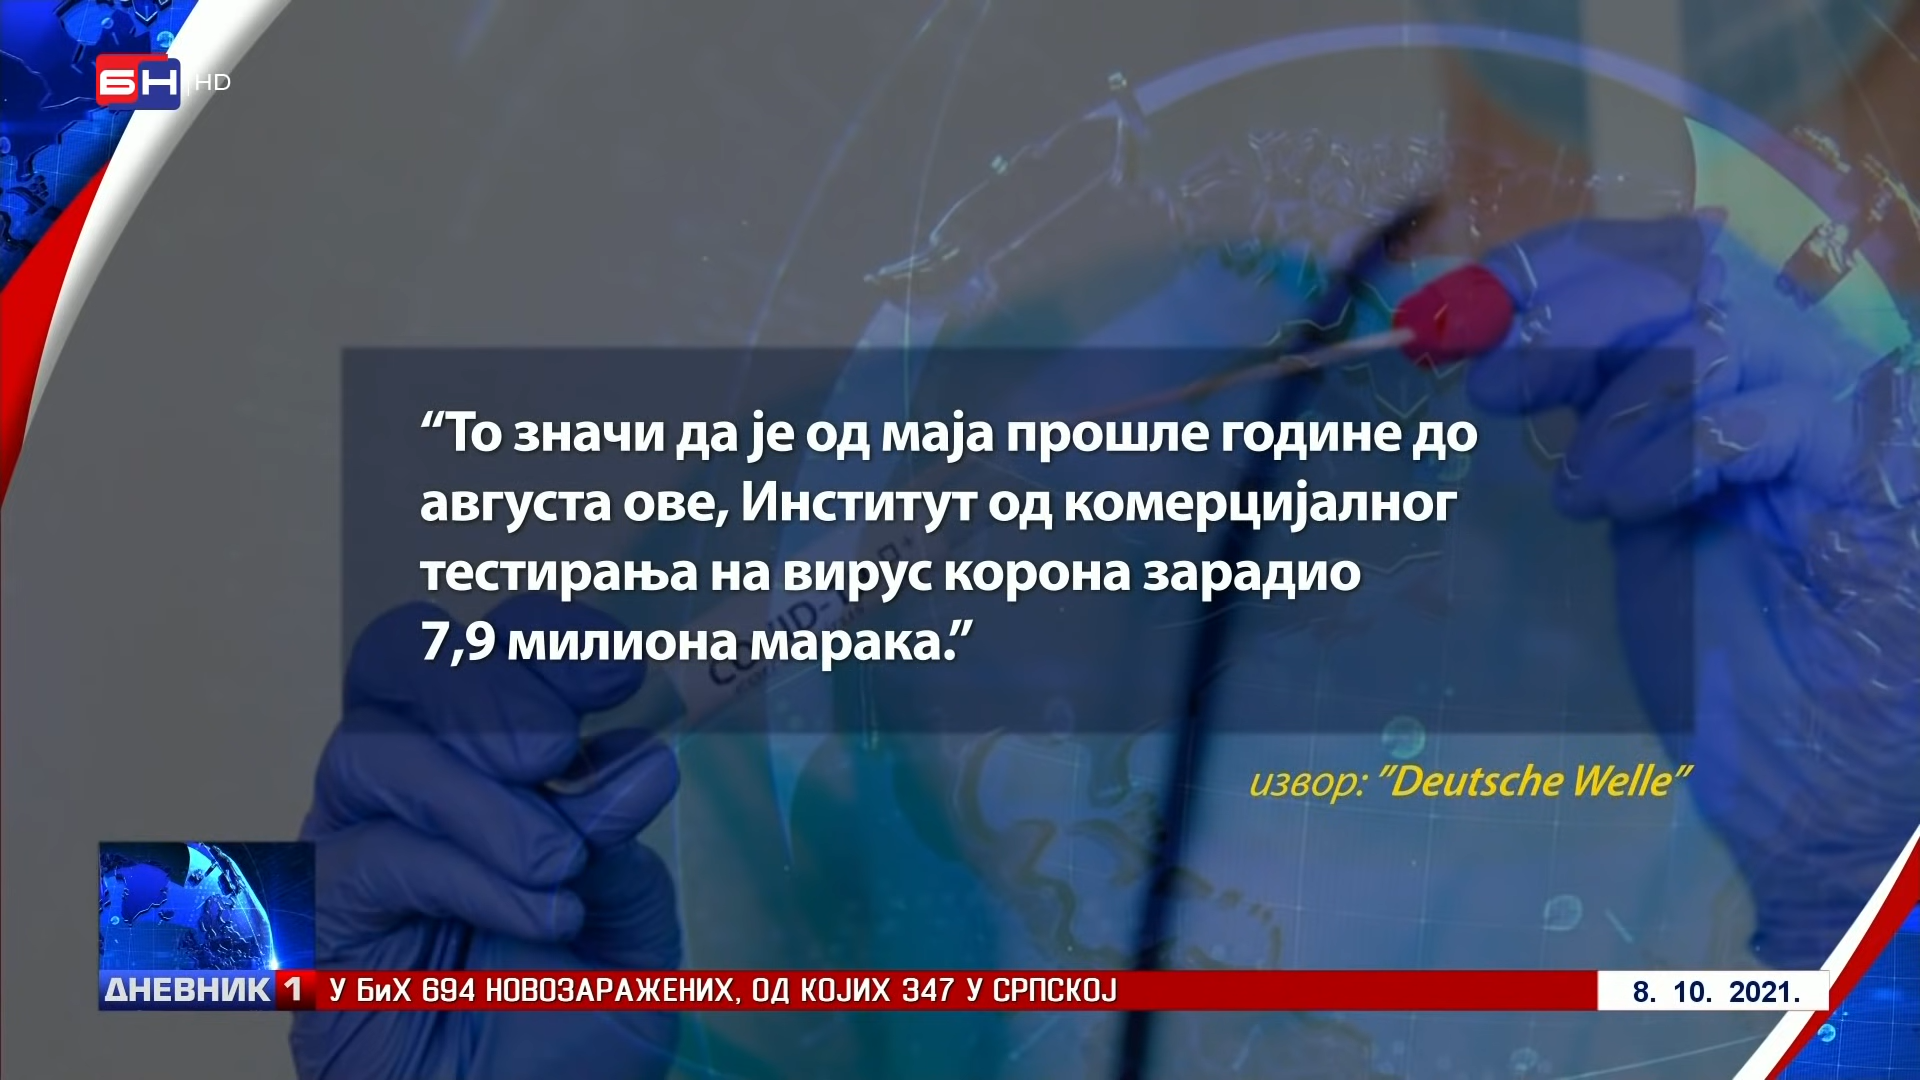 БН HD
“То значи да је од маја прошле године до
августа ове, Институт од комерцијалног
тестирања на вирус корона зарадио
7,9 милиона марака.”
извор: ”Deutsche Welle”
ДНЕВНИК 1 У БиХ 694 НОВОЗАРАЖЕНИХ, ОД КОЈИХ 347 У СРПСКОЈ 8. 10. 2021.